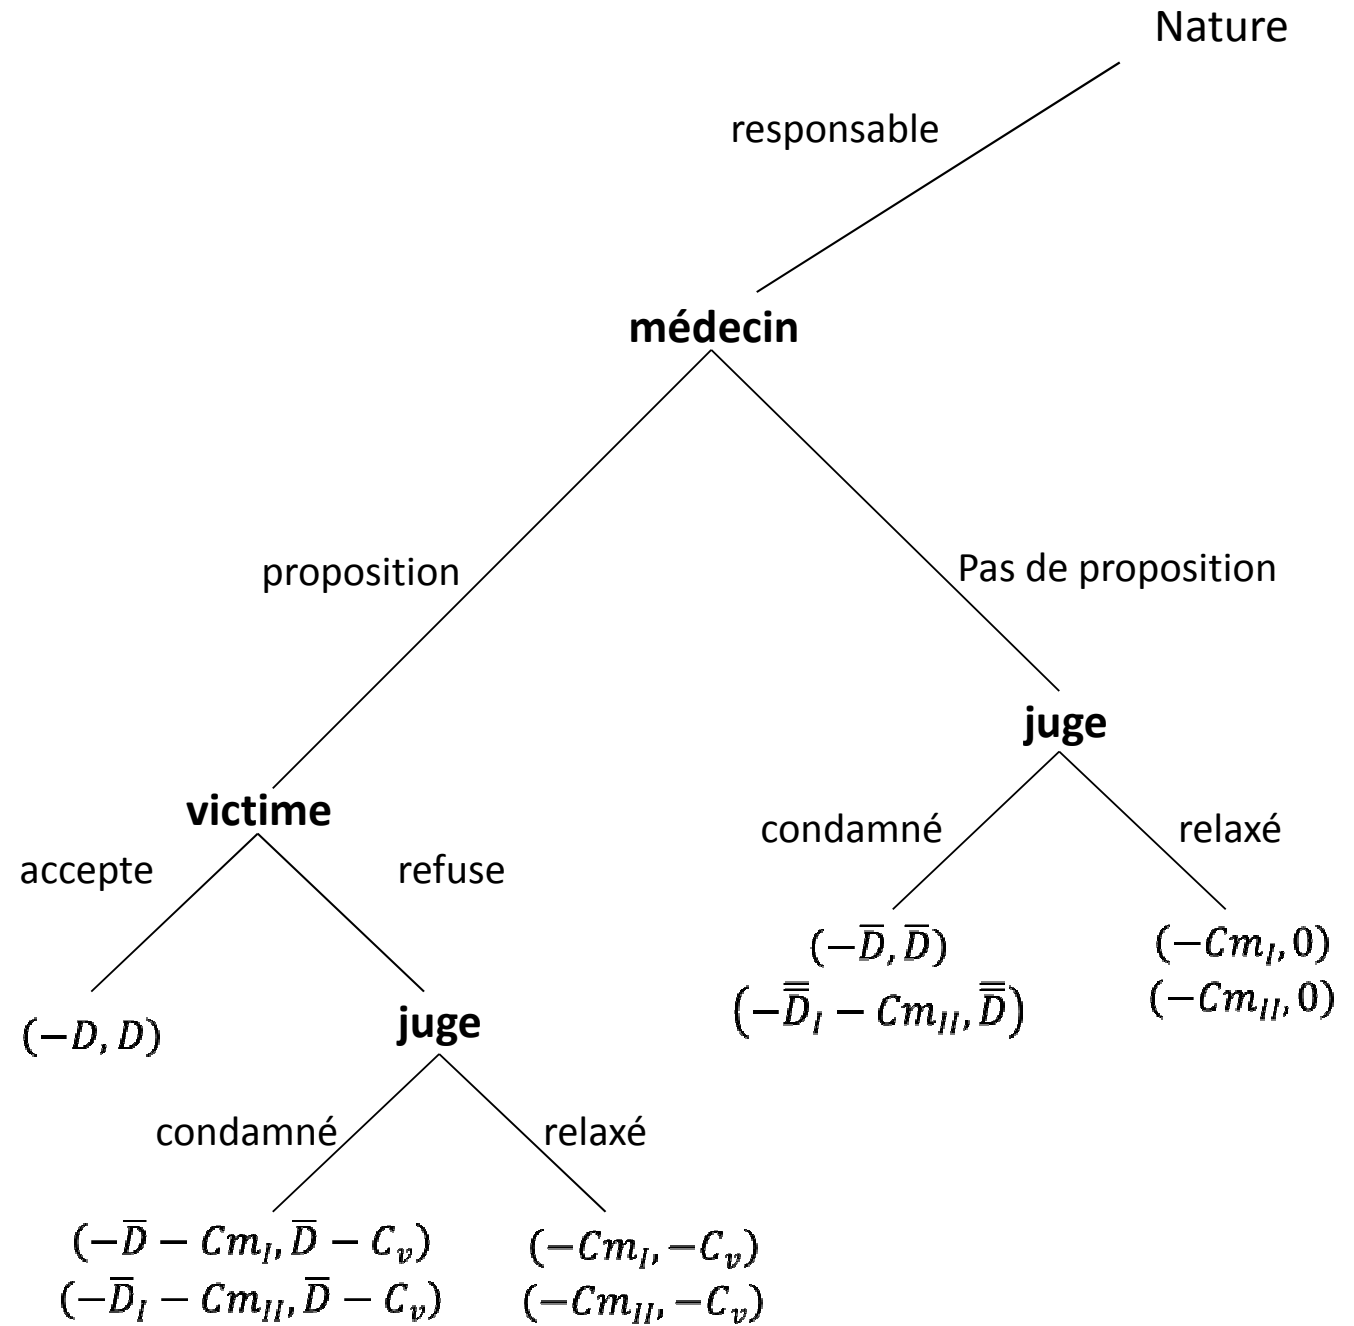 Nature
responsable
médecin
proposition
Pas de proposition
juge
victime
condamné
relaxé
accepte
refuse
(−D̅, D̅)
(−Cm_I, 0)
(−D̿_I − Cm_II, D̿)
(−Cm_II, 0)
(−D, D)
juge
condamné
relaxé
(−D̅ − Cm_I, D̅ − C_v)
(−Cm_I, −C_v)
(−D̅_I − Cm_II, D̅ − C_v)
(−Cm_II, −C_v)